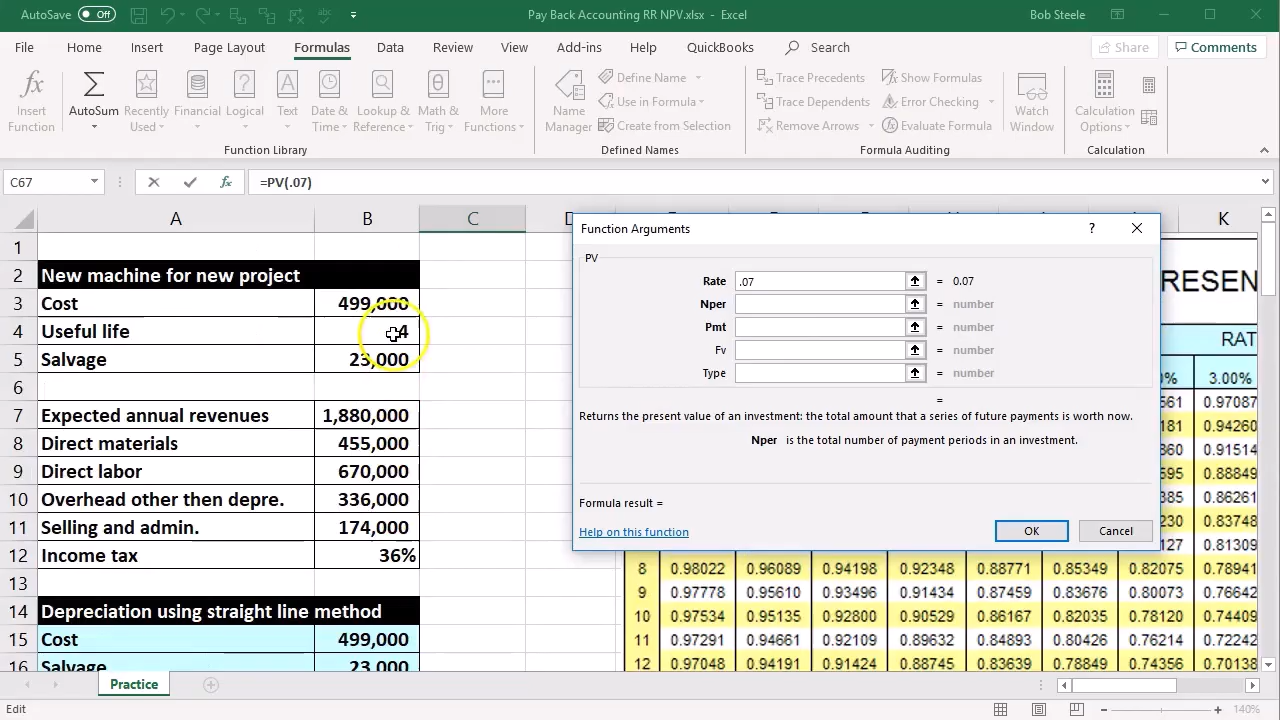 AutoSave Off Pay Back Accounting RR NPV.xlsx - Excel Bob Steele
File Home Insert Page Layout Formulas Data Review View Add-ins Help QuickBooks Search Share Comments
Insert Function
AutoSum
Recently Used
Financial
Logical
Text
Date & Time
Lookup & Reference
Math & Trig
More Functions
Function Library
Name Manager
Define Name
Use in Formula
Create from Selection
Defined Names
Trace Precedents
Trace Dependents
Remove Arrows
Show Formulas
Error Checking
Evaluate Formula
Formula Auditing
Watch Window
Calculation Options
Calculation
C67 fx =PV(.07)
A B C K
1
2 New machine for new project
3 Cost 499,000
4 Useful life 4
5 Salvage 23,000
6
7 Expected annual revenues 1,880,000
8 Direct materials 455,000
9 Direct labor 670,000
10 Overhead other then depre. 336,000
11 Selling and admin. 174,000
12 Income tax 36%
13
14 Depreciation using straight line method
15 Cost 499,000
16 Salvage 23,000
Function Arguments ?
PV
Rate .07 = 0.07
Nper = number
Pmt = number
Fv = number
Type = number
=
Returns the present value of an investment: the total amount that a series of future payments is worth now.
Nper is the total number of payment periods in an investment.
Formula result =
Help on this function OK Cancel
RESEN
RAT
0% 3.00%
561 0.97087
181 0.94260
360 0.91514
595 0.88849
385 0.86261
230 0.83748
127 0.81309
8 0.98022 0.96089 0.94198 0.92348 0.88771 0.85349 0.82075 0.78941
9 0.97778 0.95610 0.93496 0.91434 0.87459 0.83676 0.80073 0.76642
10 0.97534 0.95135 0.92800 0.90529 0.86167 0.82035 0.78120 0.74409
11 0.97291 0.94661 0.92109 0.89632 0.84893 0.80426 0.76214 0.72242
12 0.97048 0.94191 0.91424 0.88745 0.83639 0.78849 0.74356 0.70138
Practice
Edit 140%